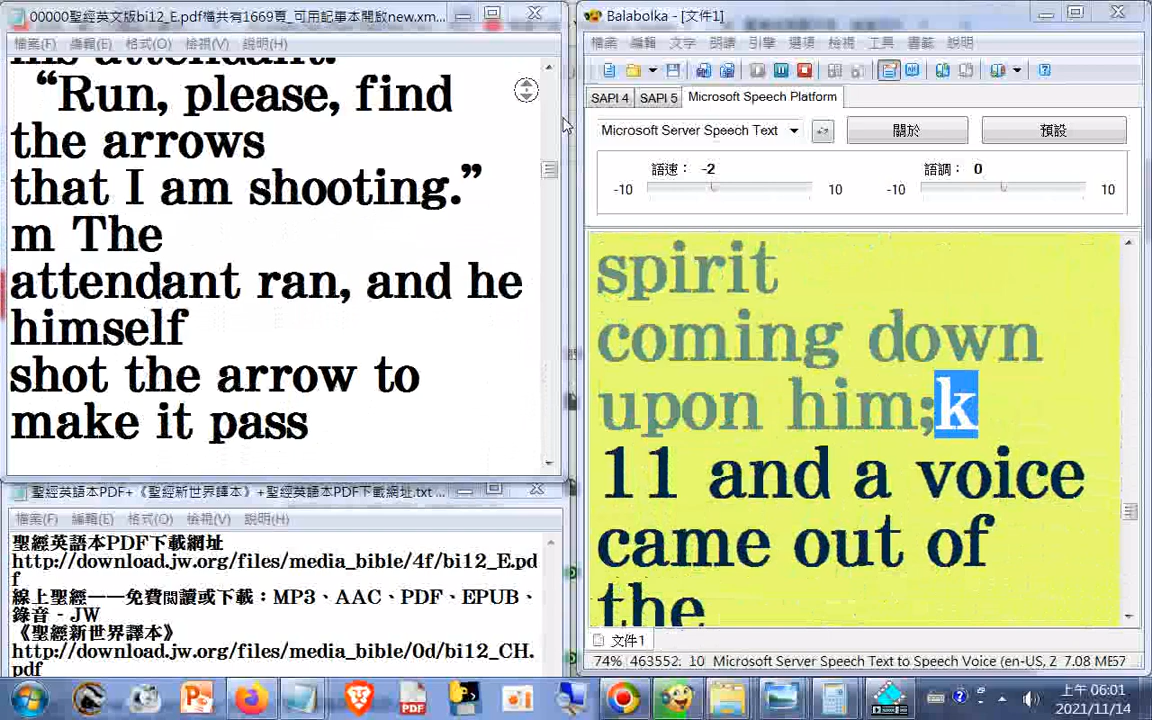 00000聖經英文版bi12_E.pdf檔共有1669頁_可用記事本開啟new.xm...
檔案(F) 編輯(E) 格式(O) 檢視(V) 說明(H)
his attendant:
“Run, please, find
the arrows
that I am shooting.”
m The
attendant ran, and he
himself
shot the arrow to
make it pass
聖經英語本PDF+《聖經新世界譯本》+聖經英語本PDF下載網址.txt ...
檔案(F) 編輯(E) 格式(O) 檢視(V) 說明(H)
聖經英語本PDF下載網址
http://download.jw.org/files/media_bible/4f/bi12_E.pd
f
線上聖經——免費閱讀或下載：MP3、AAC、PDF、EPUB、
錄音 - JW
《聖經新世界譯本》
http://download.jw.org/files/media_bible/0d/bi12_CH.
pdf
Balabolka - [文件1]
檔案 編輯 文字 朗讀 引擎 選項 檢視 工具 書籤 說明
SAPI 4 SAPI 5 Microsoft Speech Platform
Microsoft Server Speech Text 關於 預設
語速： -2 語調： 0
-10 10 -10 10
spirit
coming down
upon him;k
11 and a voice
came out of
the
文件1
74% 463552: 10 Microsoft Server Speech Text to Speech Voice (en-US, Z 7.08 ME57
上午 06:01
2021/11/14